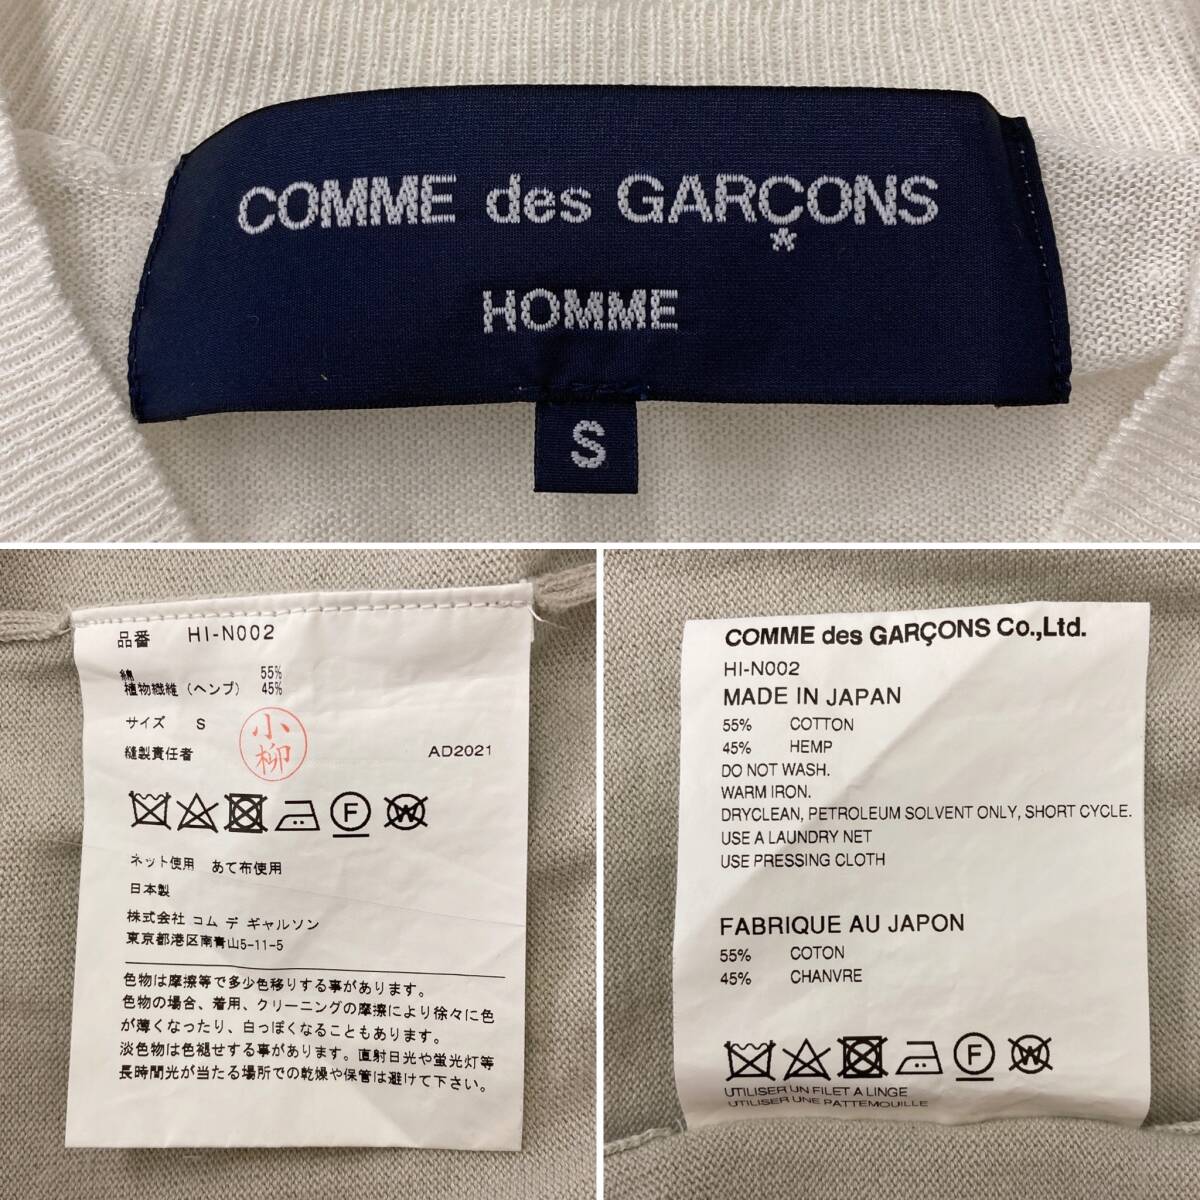 COMME des GARÇONS
HOMME
S
品番 HI-N002
綿 55%
植物繊維（ヘンプ） 45%
サイズ S
小柳
縫製責任者 AD2021
F W
ネット使用 あて布使用
日本製
株式会社 コム デ ギャルソン
東京都港区南青山5-11-5
色物は摩擦等で多少色移りする事があります。
色物の場合、着用、クリーニングの摩擦により徐々に色
が薄くなったり、白っぽくなることもあります。
淡色物は色褪せする事があります。直射日光や蛍光灯等
長時間光が当たる場所での乾燥や保管は避けて下さい。
COMME des GARÇONS Co.,Ltd.
HI-N002
MADE IN JAPAN
55% COTTON
45% HEMP
DO NOT WASH.
WARM IRON.
DRYCLEAN, PETROLEUM SOLVENT ONLY, SHORT CYCLE.
USE A LAUNDRY NET
USE PRESSING CLOTH
FABRIQUE AU JAPON
55% COTON
45% CHANVRE
F W
UTILISER UN FILET A LINGE
UTILISER UNE PATTEMOUILLE